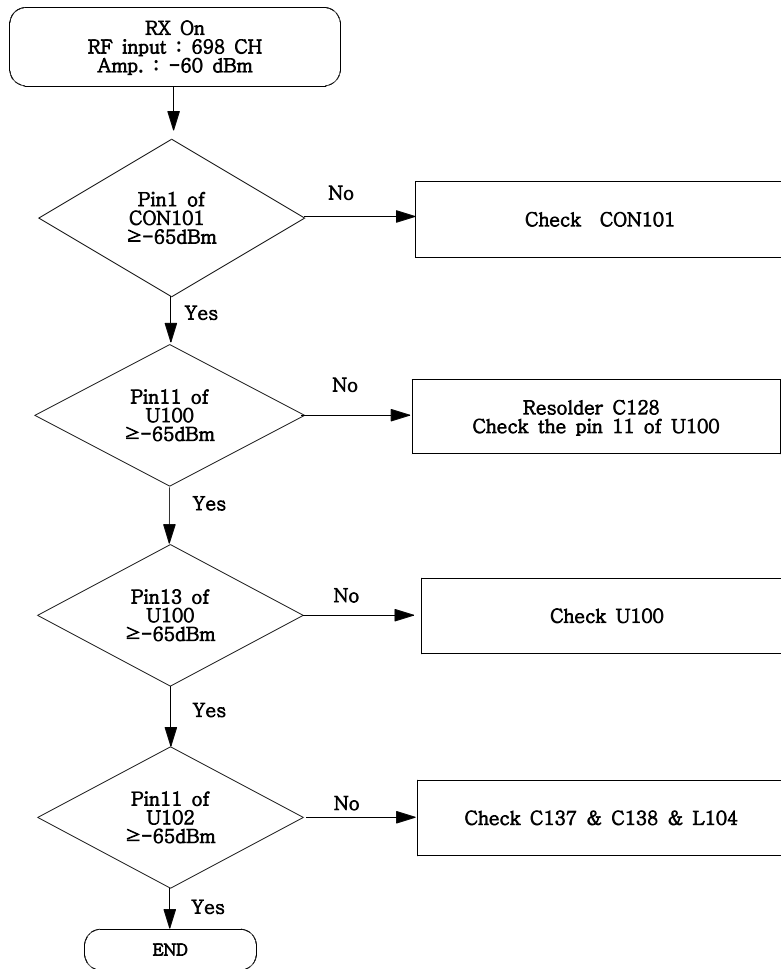 RX On
RF input : 698 CH
Amp. : -60 dBm
Pin1 of
CON101
≥-65dBm
No
Check CON101
Yes
Pin11 of
U100
≥-65dBm
No
Resolder C128
Check the pin 11 of U100
Yes
Pin13 of
U100
≥-65dBm
No
Check U100
Yes
Pin11 of
U102
≥-65dBm
No
Check C137 & C138 & L104
Yes
END